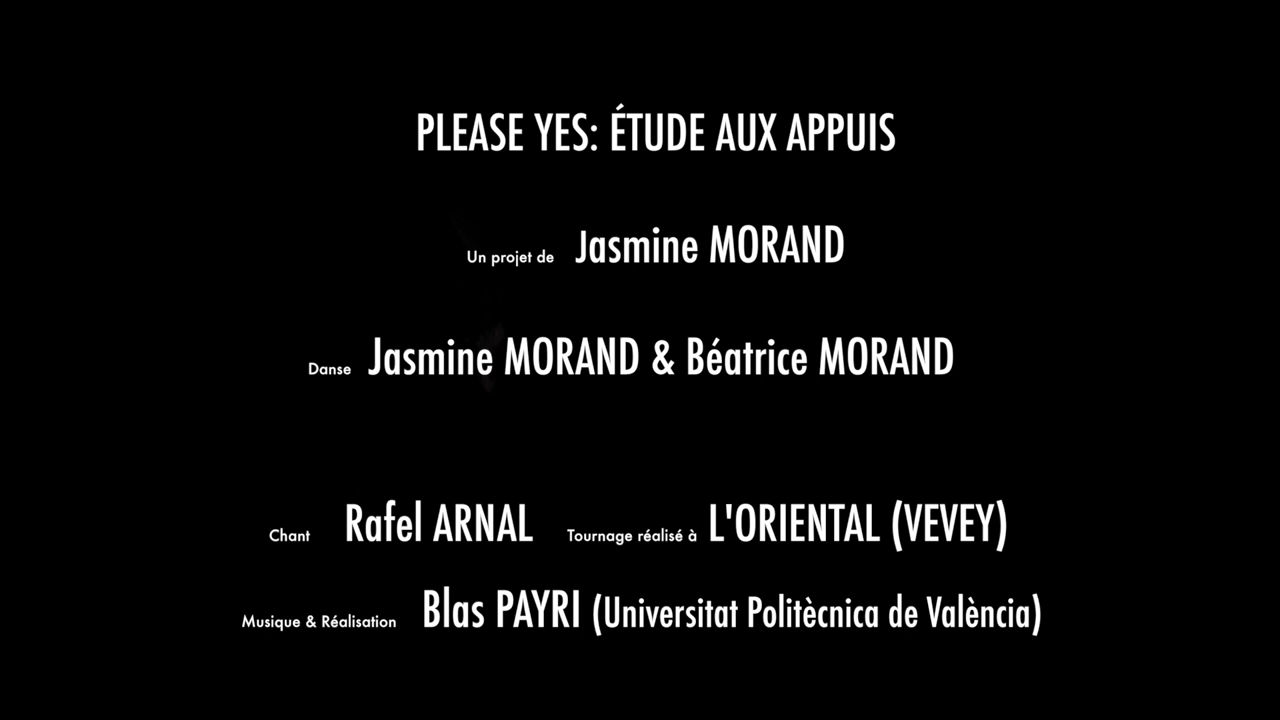 PLEASE YES: ÉTUDE AUX APPUIS
Un projet de Jasmine MORAND
Danse Jasmine MORAND & Béatrice MORAND
Chant Rafel ARNAL Tournage réalisé à L'ORIENTAL (VEVEY)
Musique & Réalisation Blas PAYRI (Universitat Politècnica de València)